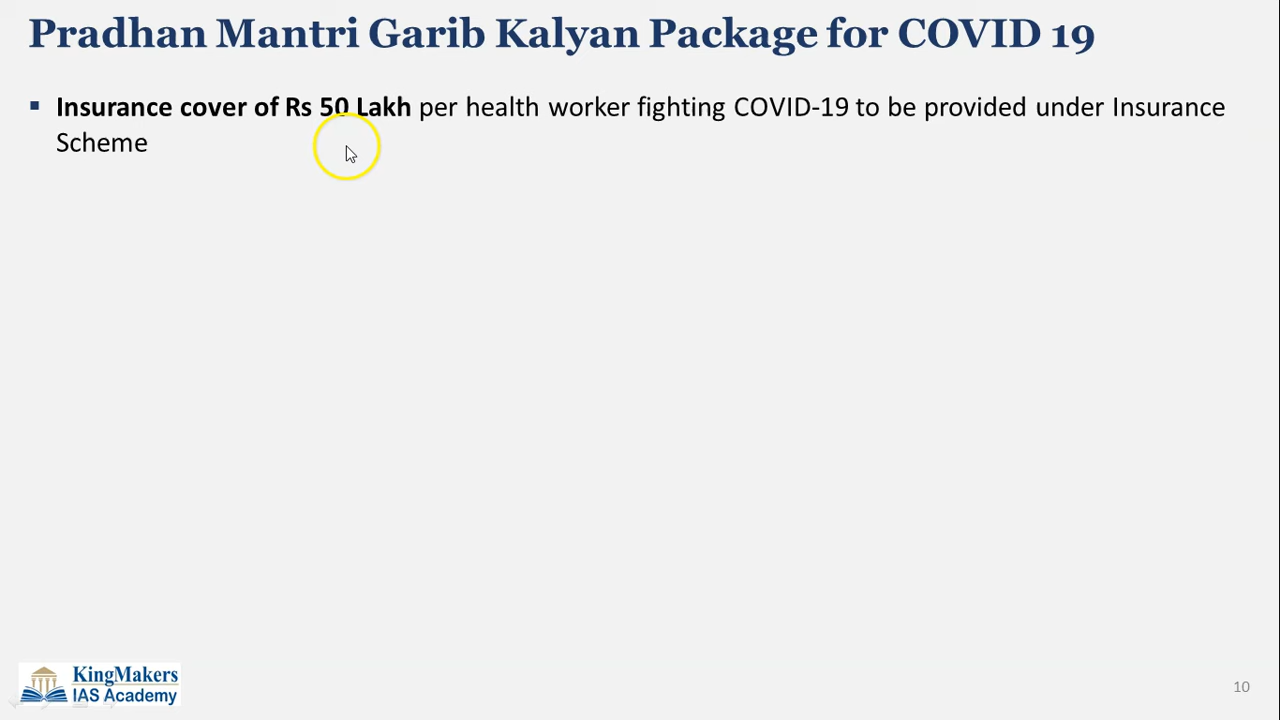 Pradhan Mantri Garib Kalyan Package for COVID 19
Insurance cover of Rs 50 Lakh per health worker fighting COVID-19 to be provided under Insurance
Scheme
KingMakers
IAS Academy
10